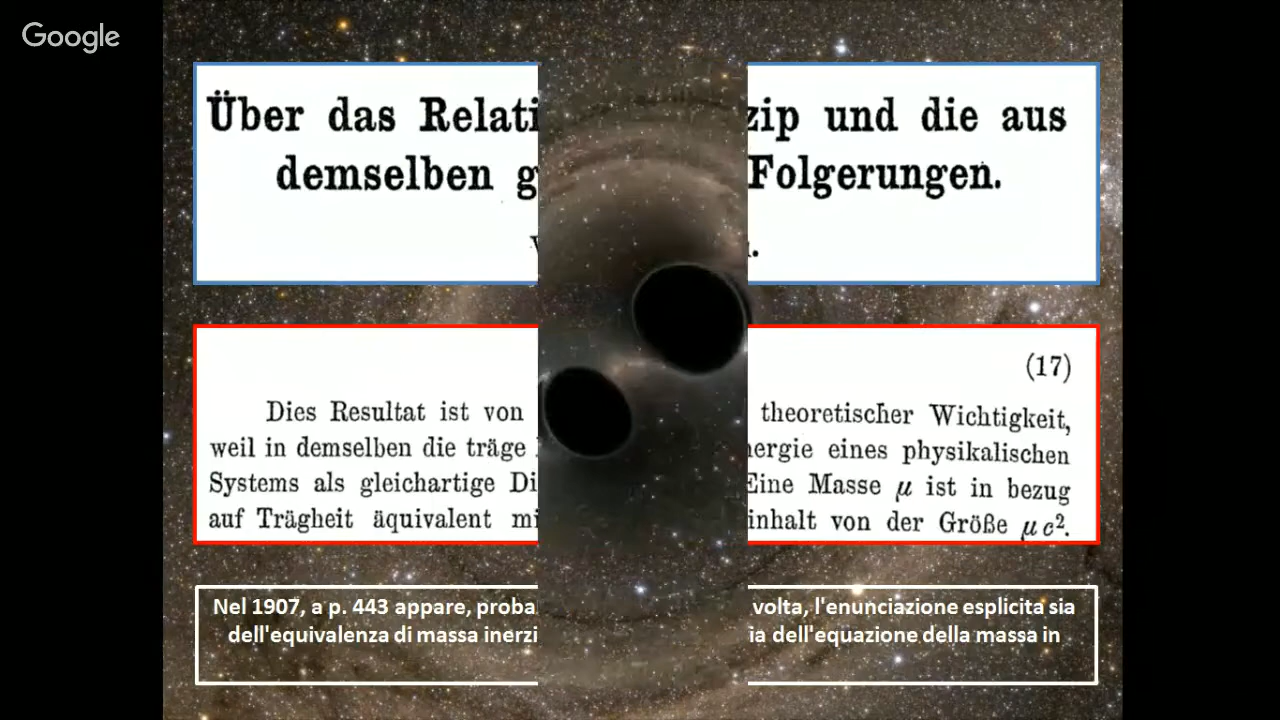 Google
Über das Relati zip und die aus
demselben g Folgerungen.
(17)
Dies Resultat ist von theoretischer Wichtigkeit,
weil in demselben die träge nergie eines physikalischen
Systems als gleichartige Di Eine Masse μ ist in bezug
auf Trägheit äquivalent mi inhalt von der Größe μ c².
Nel 1907, a p. 443 appare, proba volta, l'enunciazione esplicita sia
dell'equivalenza di massa inerzi ia dell'equazione della massa in